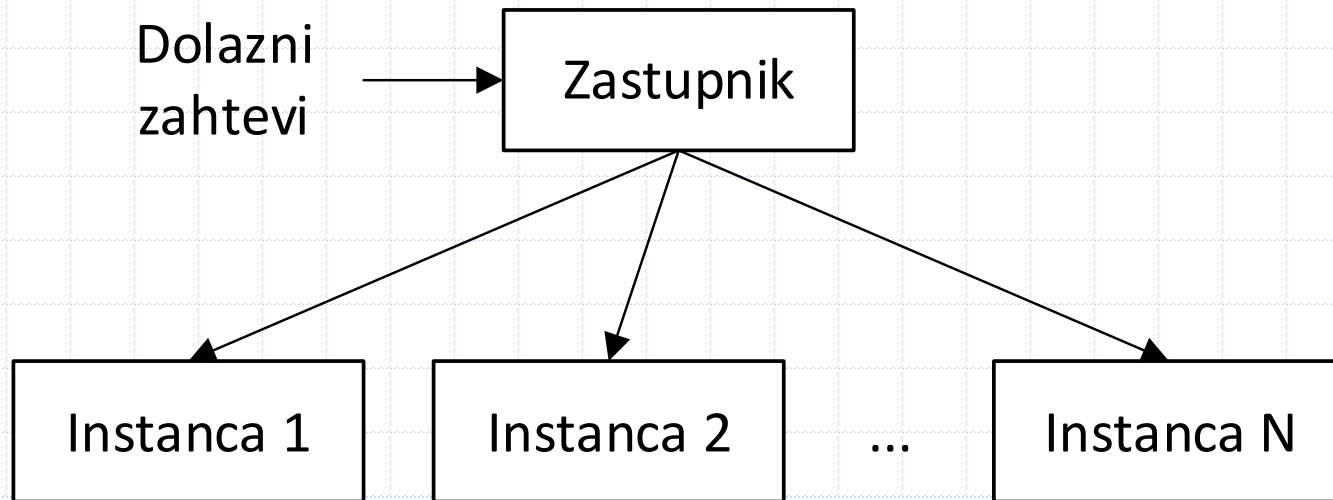 Dolazni
zahtevi
Zastupnik
Instanca 1
Instanca 2
...
Instanca N